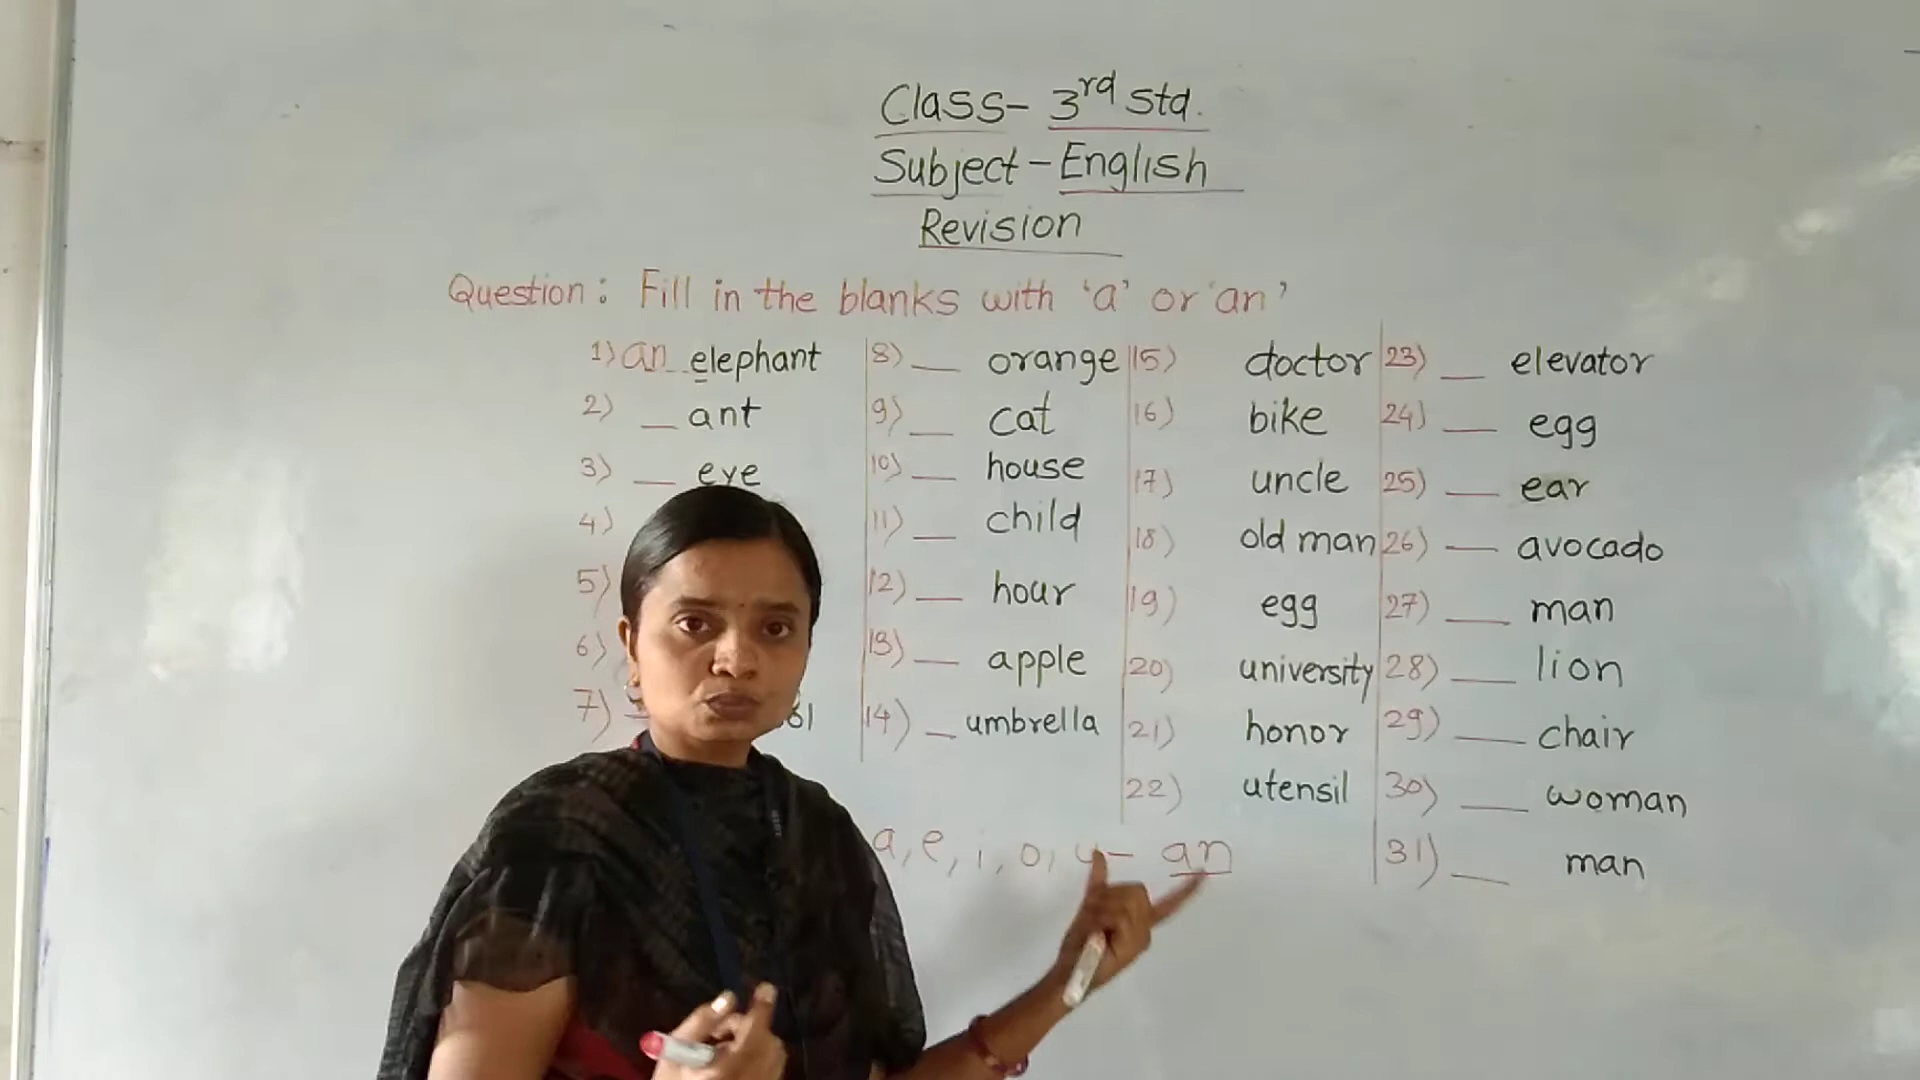 Class- 3rd Std.
Subject - English
Revision
Question: Fill in the blanks with 'a' or 'an'
1) an elephant
2) __ ant
3) __ eye
4)
5)
6)
7) __
8) __ orange
9) __ cat
10) __ house
11) __ child
12) __ hour
13) __ apple
14) __ umbrella
15) doctor
16) bike
17) uncle
18) old man
19) egg
20) university
21) honor
22) utensil
23) __ elevator
24) __ egg
25) __ ear
26) __ avocado
27) __ man
28) __ lion
29) __ chair
30) __ woman
31) __ man
a, e, i, o, u - an